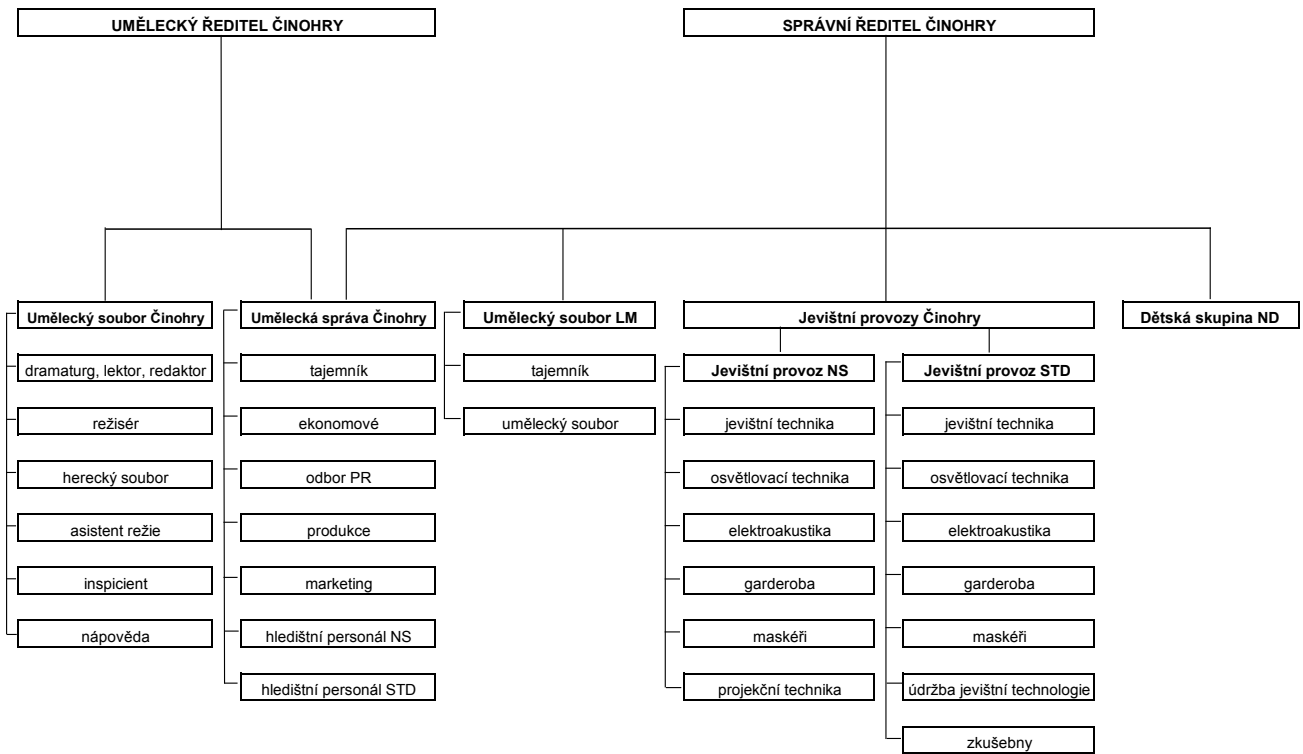 UMĚLECKÝ ŘEDITEL ČINOHRY
SPRÁVNÍ ŘEDITEL ČINOHRY
Umělecký soubor Činohry
dramaturg, lektor, redaktor
režisér
herecký soubor
asistent režie
inspicient
nápověda
Umělecká správa Činohry
tajemník
ekonomové
odbor PR
produkce
marketing
hledištní personál NS
hledištní personál STD
Umělecký soubor LM
tajemník
umělecký soubor
Jevištní provozy Činohry
Jevištní provoz NS
jevištní technika
osvětlovací technika
elektroakustika
garderoba
maskéři
projekční technika
Jevištní provoz STD
jevištní technika
osvětlovací technika
elektroakustika
garderoba
maskéři
údržba jevištní technologie
zkušebny
Dětská skupina ND